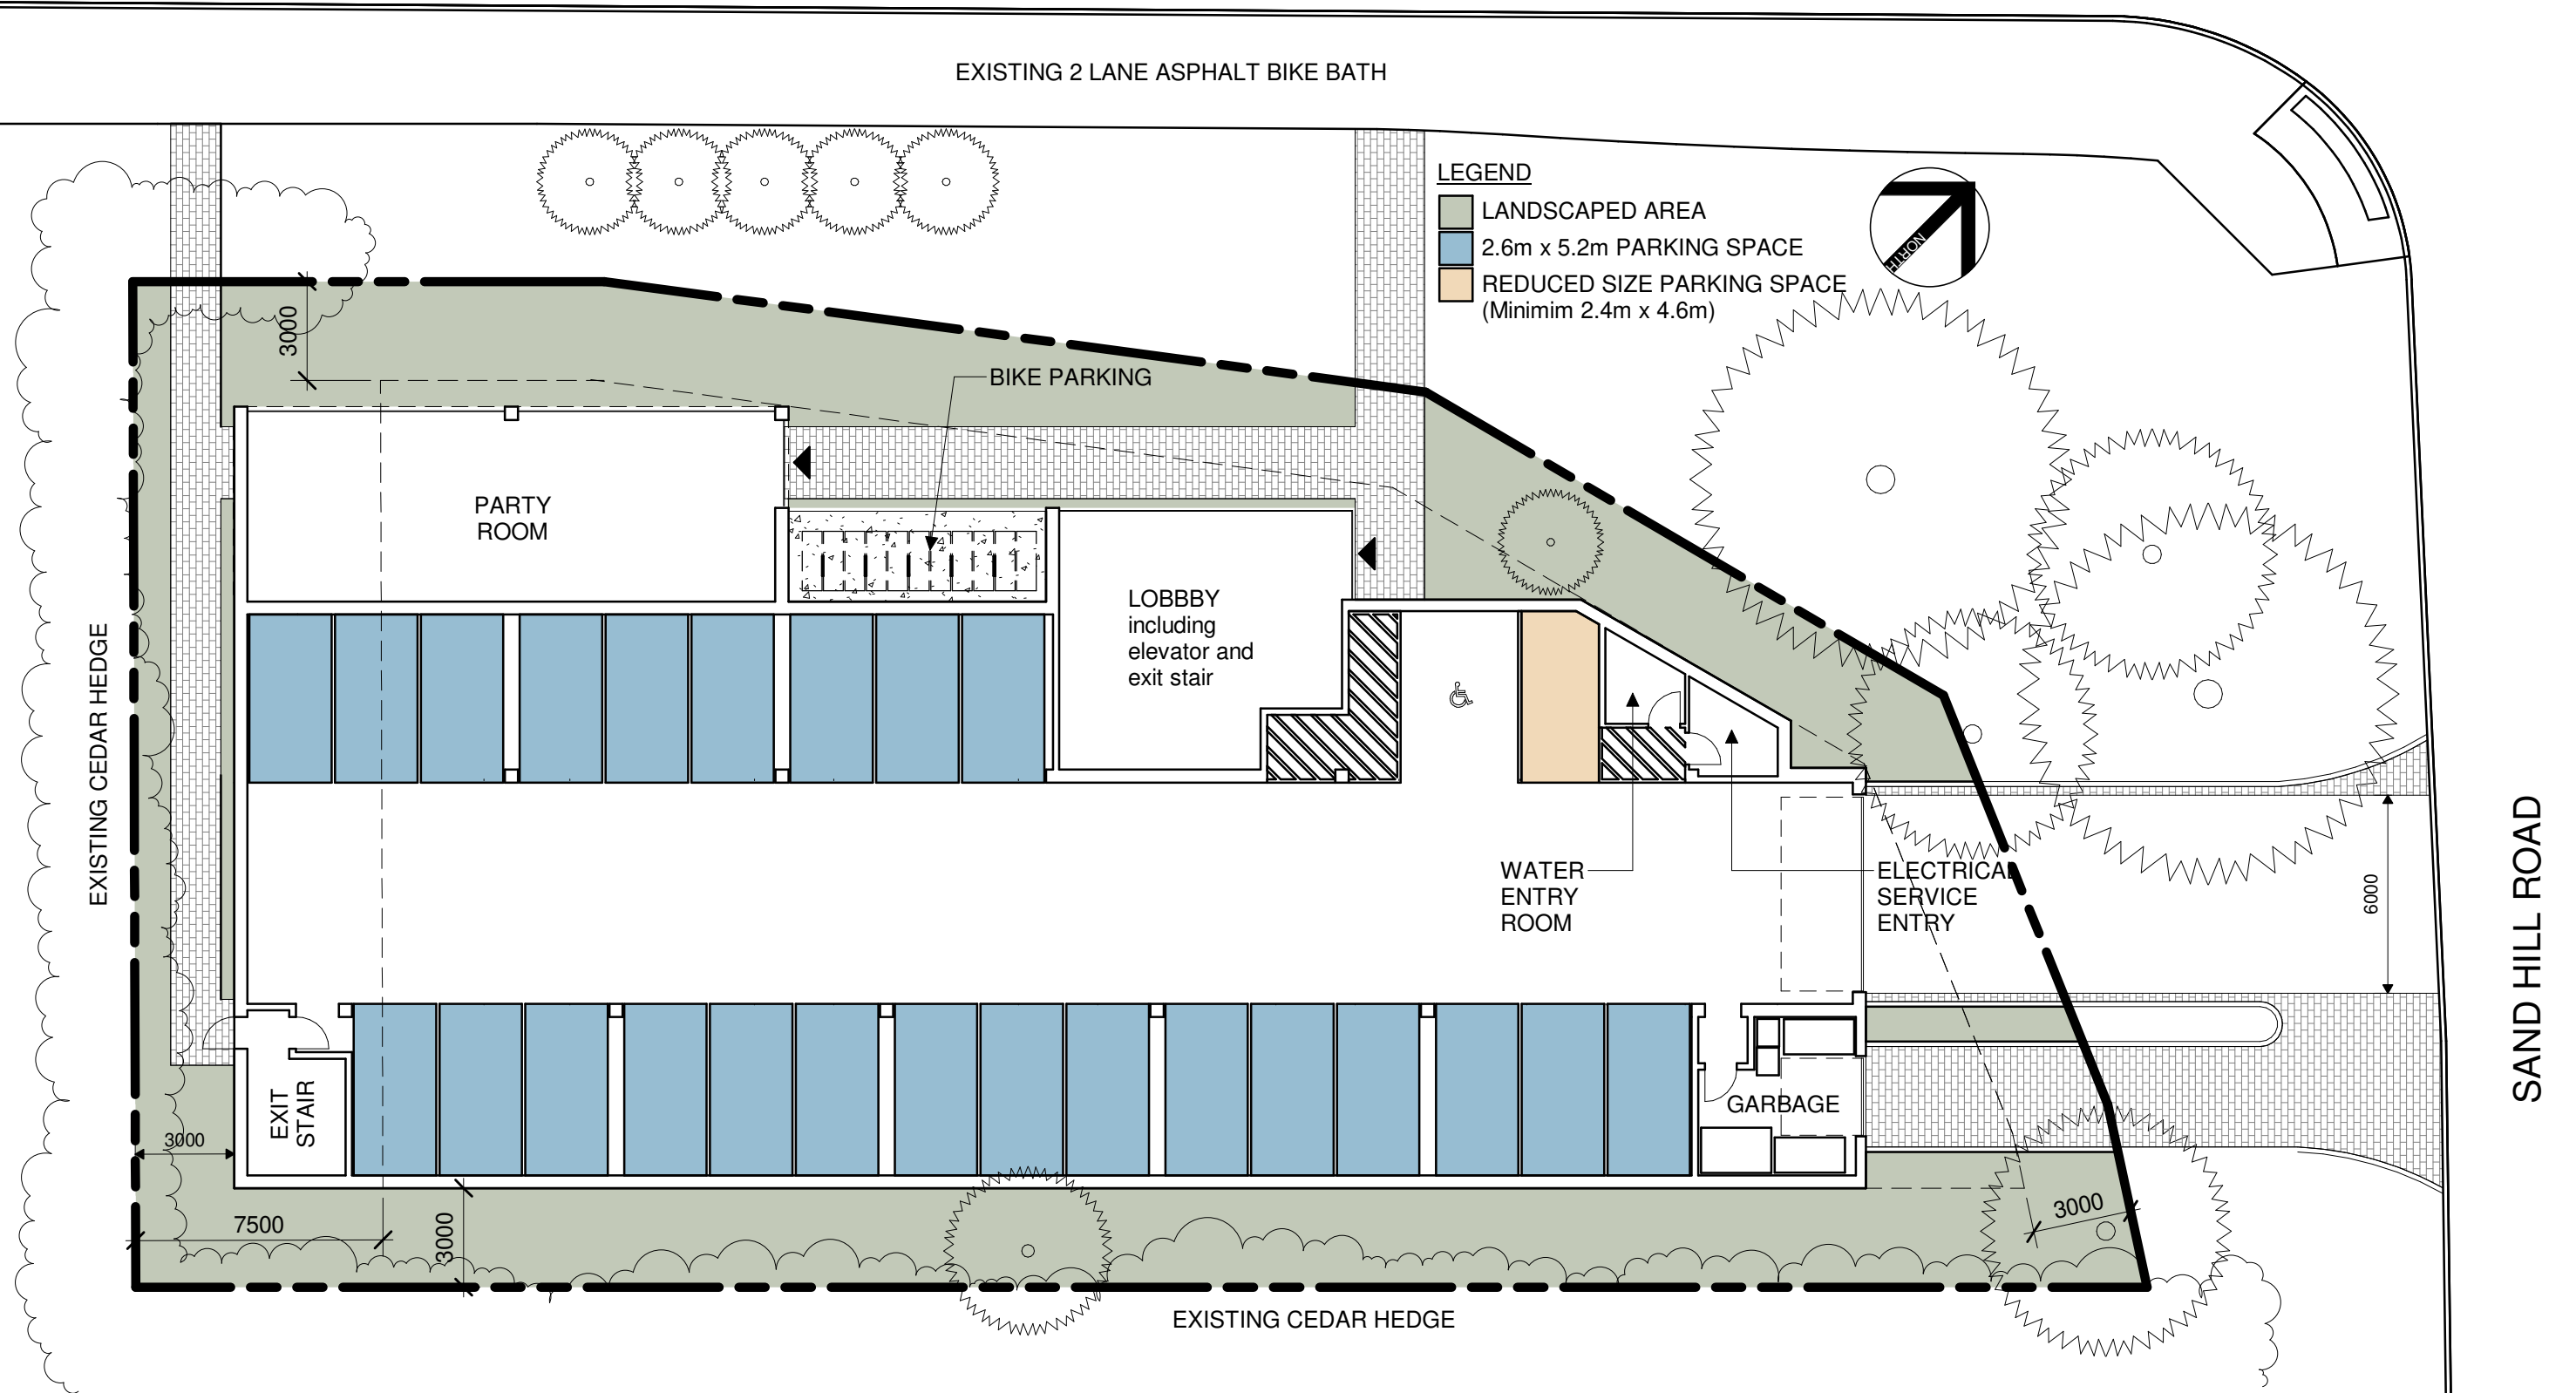 EXISTING 2 LANE ASPHALT BIKE BATH
LEGEND
LANDSCAPED AREA
2.6m x 5.2m PARKING SPACE
REDUCED SIZE PARKING SPACE
(Minimim 2.4m x 4.6m)
NORTH
3000
BIKE PARKING
PARTY
ROOM
LOBBBY
including
elevator and
exit stair
EXISTING CEDAR HEDGE
WATER
ENTRY
ROOM
ELECTRICAL
SERVICE
ENTRY
6000
SAND HILL ROAD
EXIT
STAIR
GARBAGE
3000
7500
3000
3000
EXISTING CEDAR HEDGE